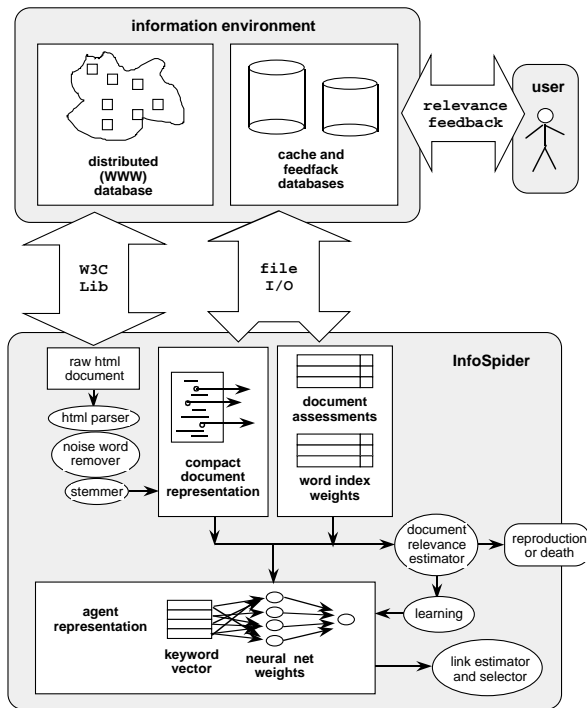 information environment
distributed
(WWW)
database
cache and
feedfack
databases
relevance
feedback
user
W3C
Lib
file
I/O
InfoSpider
raw html
document
html parser
noise word
remover
stemmer
compact
document
representation
document
assessments
word index
weights
document
relevance
estimator
reproduction
or death
learning
agent
representation
keyword
vector
neural net
weights
link estimator
and selector